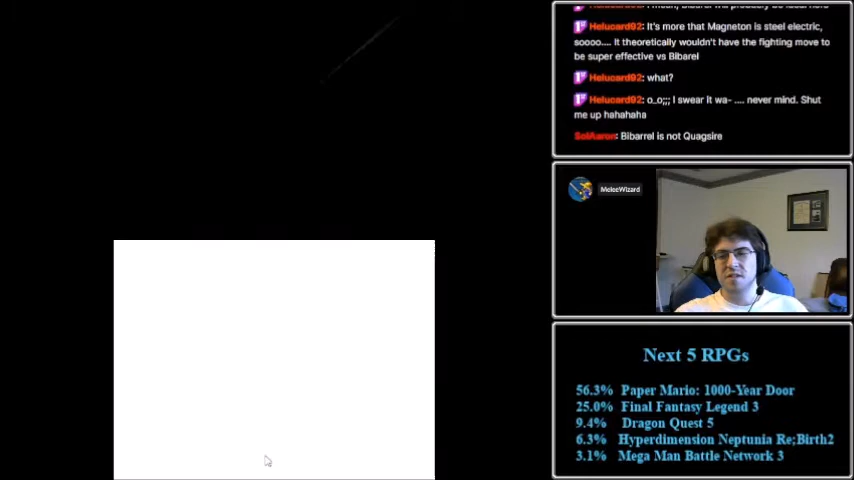 Helucard92: It's more that Magneton is steel electric,
soooo.... It theoretically wouldn't have the fighting move to
be super effective vs Bibarel
Helucard92: what?
Helucard92: o_o;;; I swear it wa- .... never mind. Shut
me up hahahaha
SolAaron: Bibarrel is not Quagsire
MeleeWizard
Next 5 RPGs
56.3% Paper Mario: 1000-Year Door
25.0% Final Fantasy Legend 3
9.4% Dragon Quest 5
6.3% Hyperdimension Neptunia Re;Birth2
3.1% Mega Man Battle Network 3